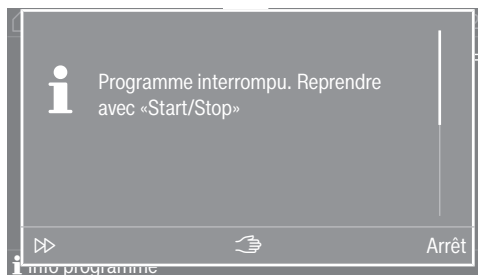 Programme interrompu. Reprendre
avec «Start/Stop»
Arrêt
Info programme